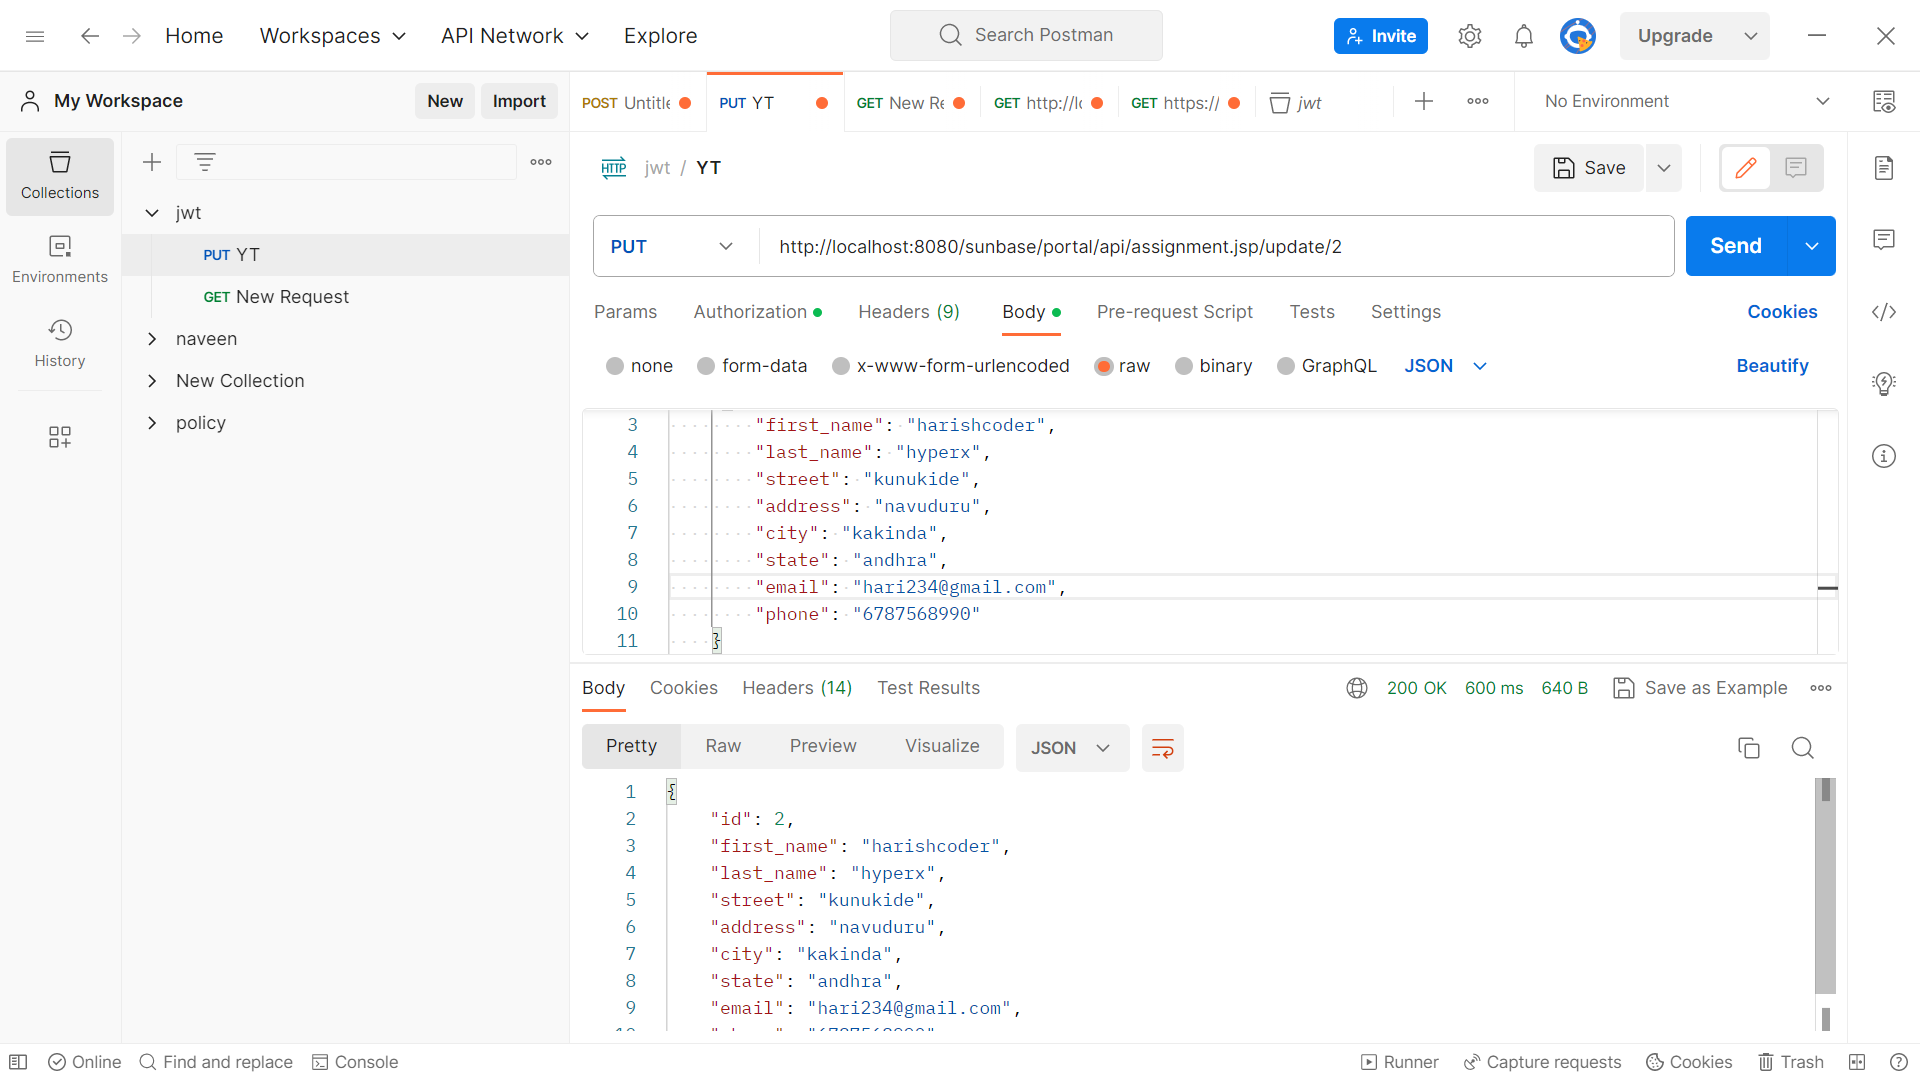 Home Workspaces API Network Explore Search Postman Invite Upgrade
My Workspace New Import
POST Untitle PUT YT GET New Re GET http://lo GET https:// jwt No Environment
Collections
Environments
History
jwt
PUT YT
GET New Request
naveen
New Collection
policy
HTTP jwt / YT Save
PUT http://localhost:8080/sunbase/portal/api/assignment.jsp/update/2 Send
Params Authorization Headers (9) Body Pre-request Script Tests Settings Cookies
none form-data x-www-form-urlencoded raw binary GraphQL JSON Beautify
3 "first_name": "harishcoder",
4 "last_name": "hyperx",
5 "street": "kunukide",
6 "address": "navuduru",
7 "city": "kakinda",
8 "state": "andhra",
9 "email": "hari234@gmail.com",
10 "phone": "6787568990"
11 }
Body Cookies Headers (14) Test Results 200 OK 600 ms 640 B Save as Example
Pretty Raw Preview Visualize JSON
1 {
2 "id": 2,
3 "first_name": "harishcoder",
4 "last_name": "hyperx",
5 "street": "kunukide",
6 "address": "navuduru",
7 "city": "kakinda",
8 "state": "andhra",
9 "email": "hari234@gmail.com",
Online Find and replace Console Runner Capture requests Cookies Trash